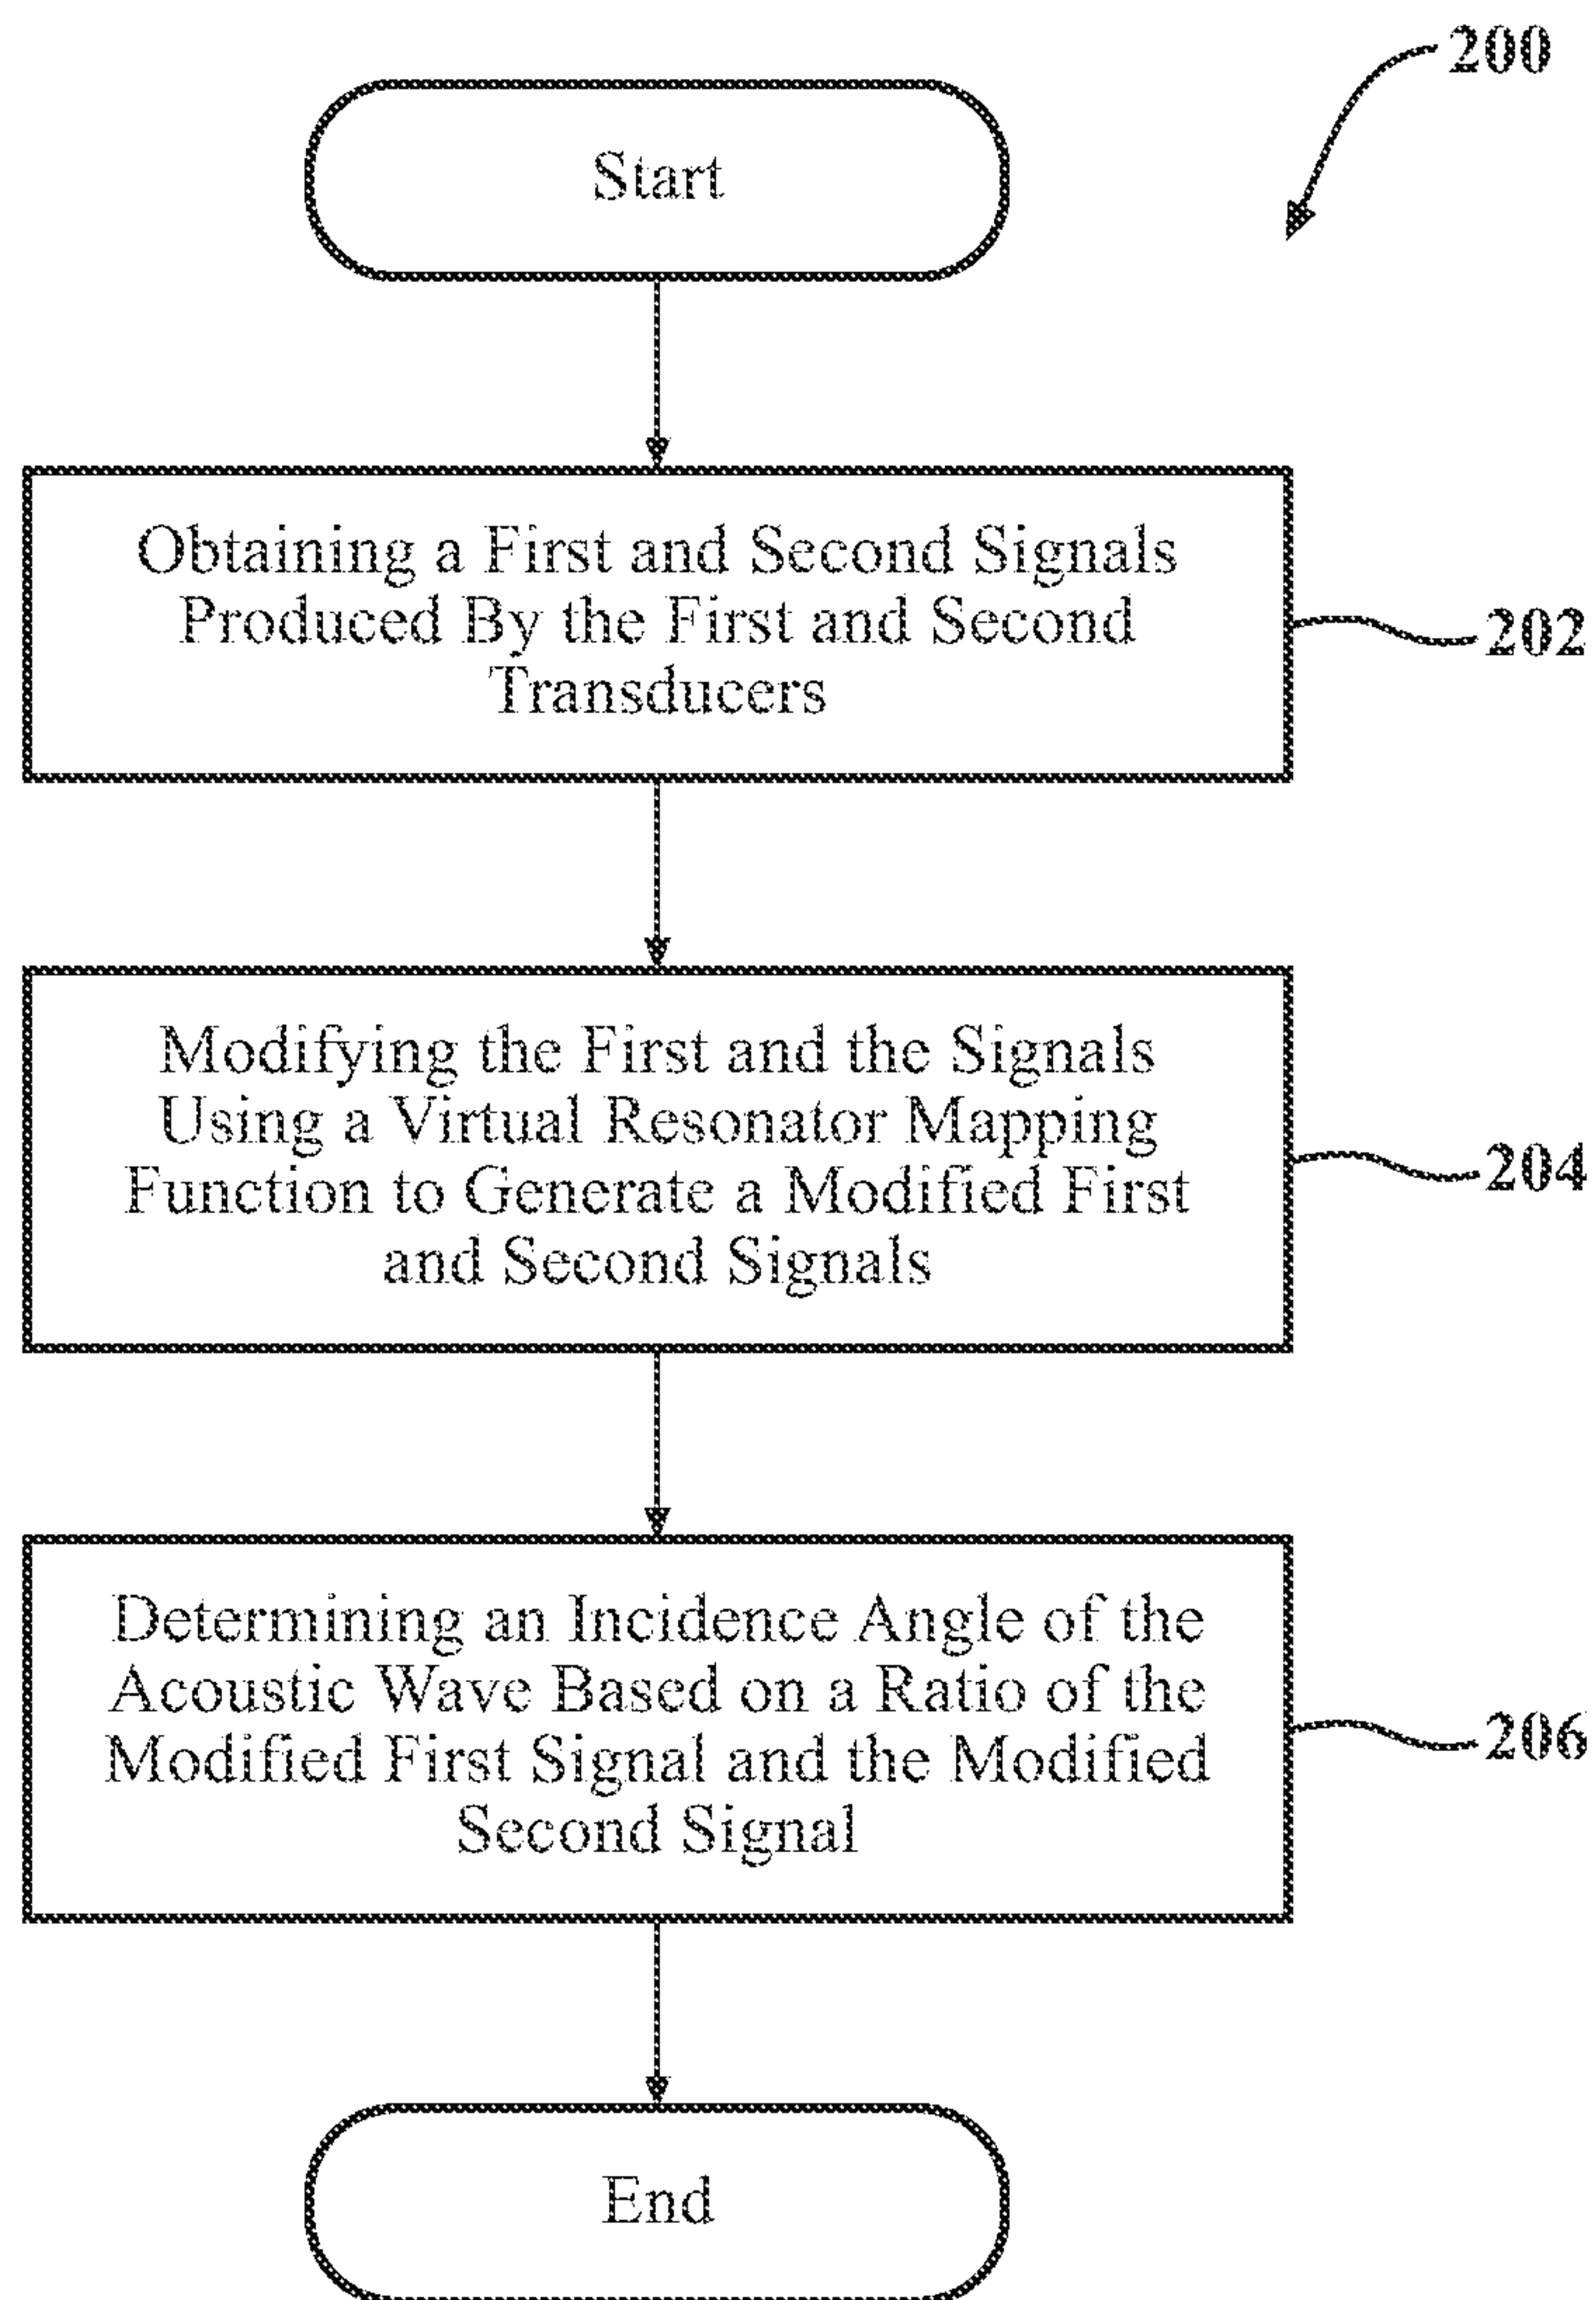 200
Start
Obtaining a First and Second Signals
Produced By the First and Second
Transducers
202
Modifying the First and the Signals
Using a Virtual Resonator Mapping
Function to Generate a Modified First
and Second Signals
204
Determining an Incidence Angle of the
Acoustic Wave Based on a Ratio of the
Modified First Signal and the Modified
Second Signal
206
End